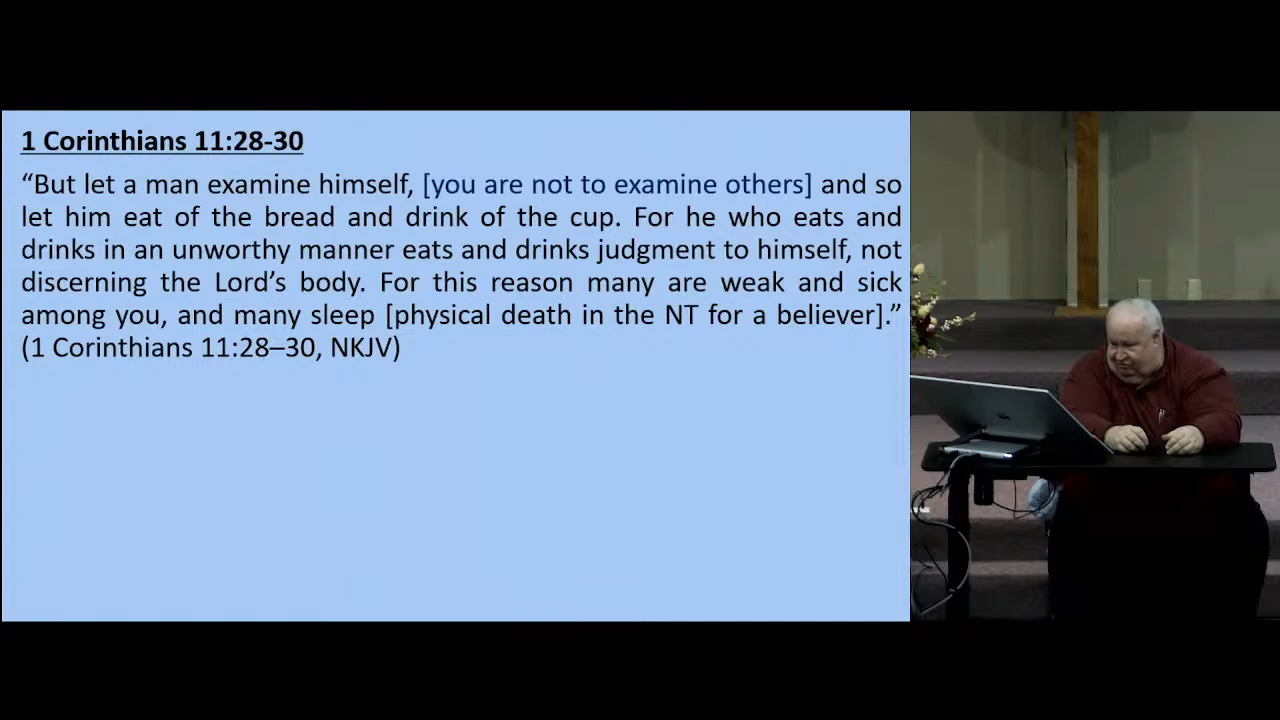 1 Corinthians 11:28-30
“But let a man examine himself, [you are not to examine others] and so
let him eat of the bread and drink of the cup. For he who eats and
drinks in an unworthy manner eats and drinks judgment to himself, not
discerning the Lord’s body. For this reason many are weak and sick
among you, and many sleep [physical death in the NT for a believer].”
(1 Corinthians 11:28–30, NKJV)